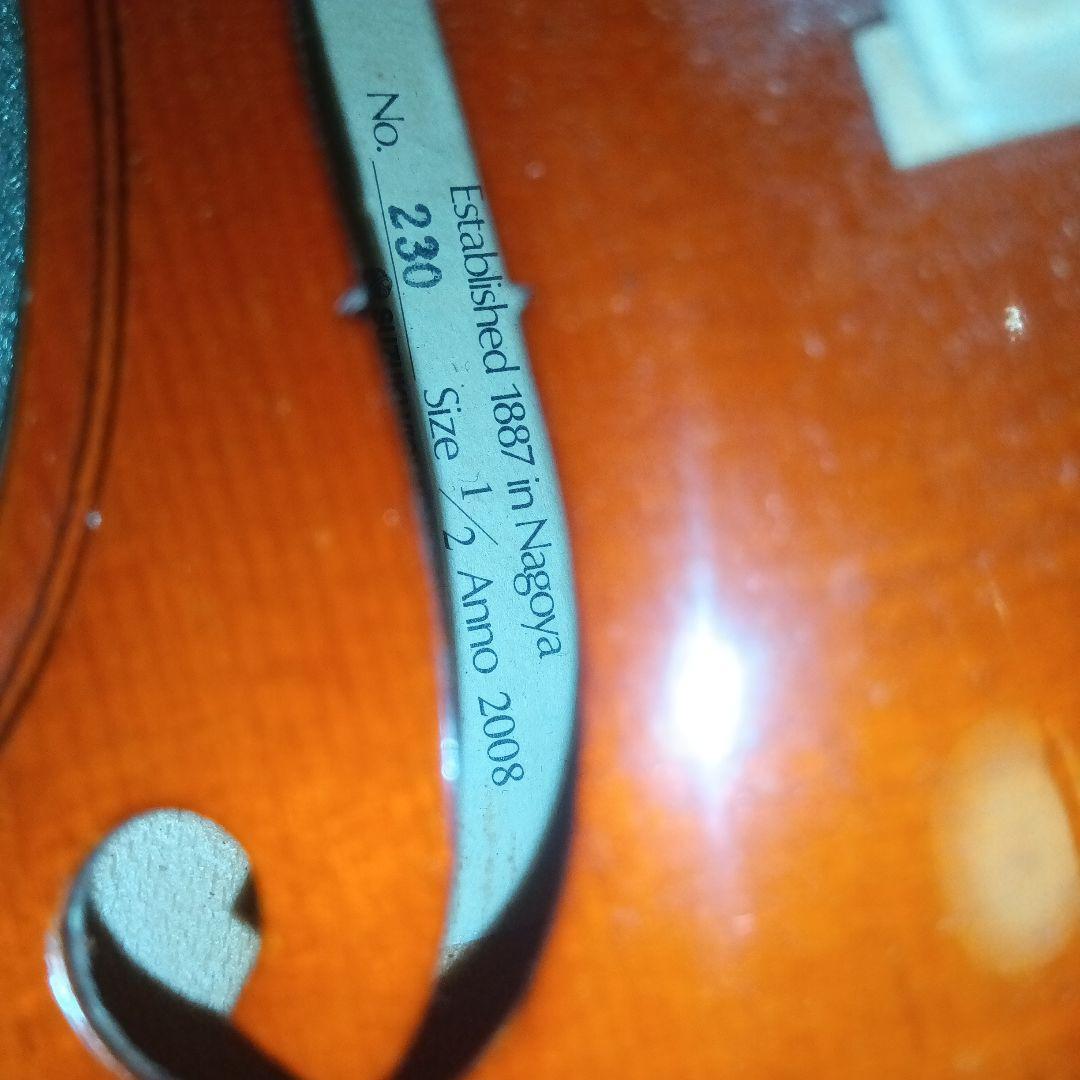 Established 1887 in Nagoya
No. 230 Size 1/2 Anno 2008